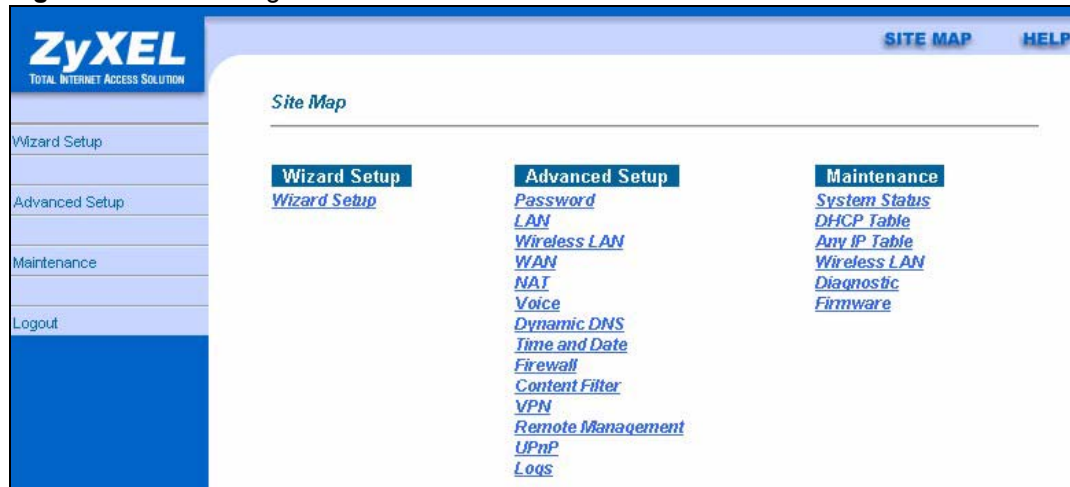 ZyXEL
TOTAL INTERNET ACCESS SOLUTION
SITE MAP HELP
Wizard Setup
Advanced Setup
Maintenance
Logout
Site Map
Wizard Setup
Wizard Setup
Advanced Setup
Password
LAN
Wireless LAN
WAN
NAT
Voice
Dynamic DNS
Time and Date
Firewall
Content Filter
VPN
Remote Management
UPnP
Logs
Maintenance
System Status
DHCP Table
Any IP Table
Wireless LAN
Diagnostic
Firmware